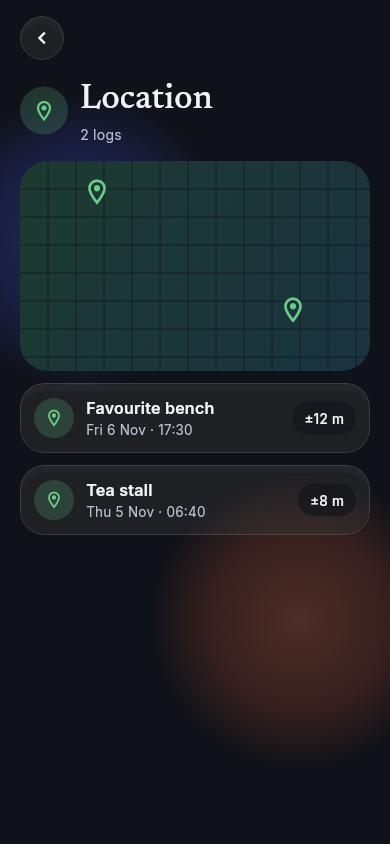 Location
2 logs
Favourite bench
Fri 6 Nov · 17:30
±12 m
Tea stall
Thu 5 Nov · 06:40
±8 m